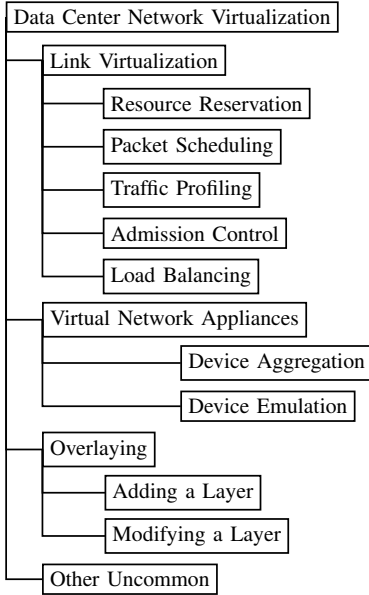 Data Center Network Virtualization
Link Virtualization
Resource Reservation
Packet Scheduling
Traffic Profiling
Admission Control
Load Balancing
Virtual Network Appliances
Device Aggregation
Device Emulation
Overlaying
Adding a Layer
Modifying a Layer
Other Uncommon